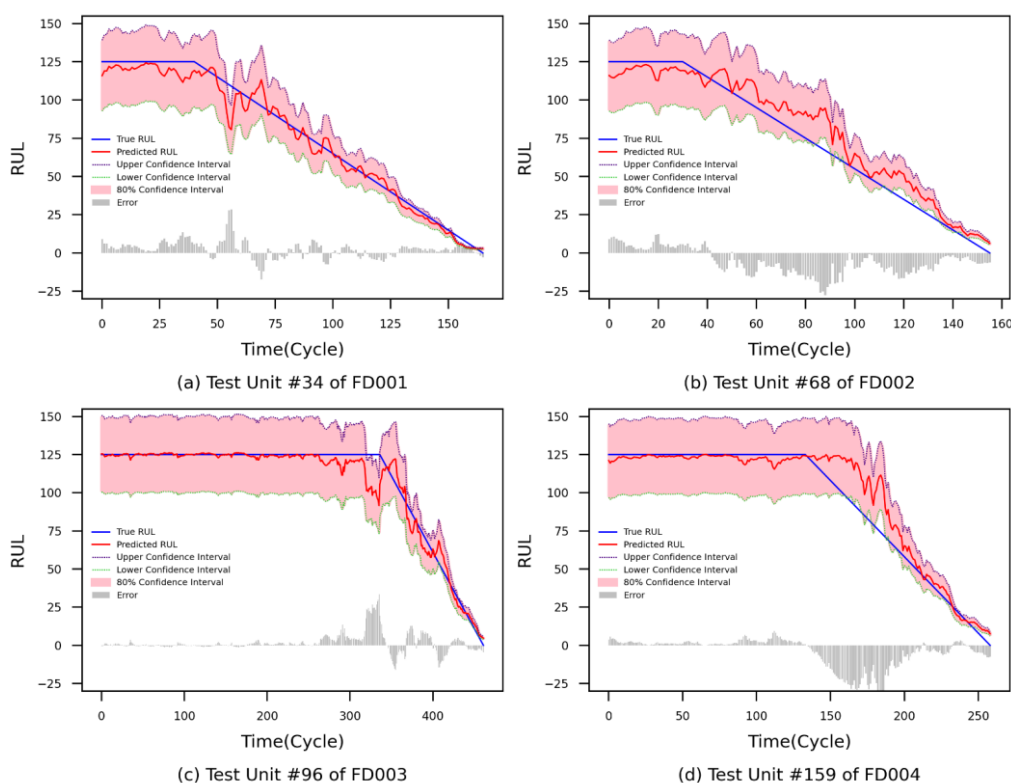 150
125
100
75
50
25
0
−25
RUL
True RUL
Predicted RUL
Upper Confidence Interval
Lower Confidence Interval
80% Confidence Interval
Error
0 25 50 75 100 125 150
Time(Cycle)
(a) Test Unit #34 of FD001
150
125
100
75
50
25
0
−25
RUL
True RUL
Predicted RUL
Upper Confidence Interval
Lower Confidence Interval
80% Confidence Interval
Error
0 20 40 60 80 100 120 140 160
Time(Cycle)
(b) Test Unit #68 of FD002
150
125
100
75
50
25
0
−25
RUL
True RUL
Predicted RUL
Upper Confidence Interval
Lower Confidence Interval
80% Confidence Interval
Error
0 100 200 300 400
Time(Cycle)
(c) Test Unit #96 of FD003
150
125
100
75
50
25
0
−25
RUL
True RUL
Predicted RUL
Upper Confidence Interval
Lower Confidence Interval
80% Confidence Interval
Error
0 50 100 150 200 250
Time(Cycle)
(d) Test Unit #159 of FD004